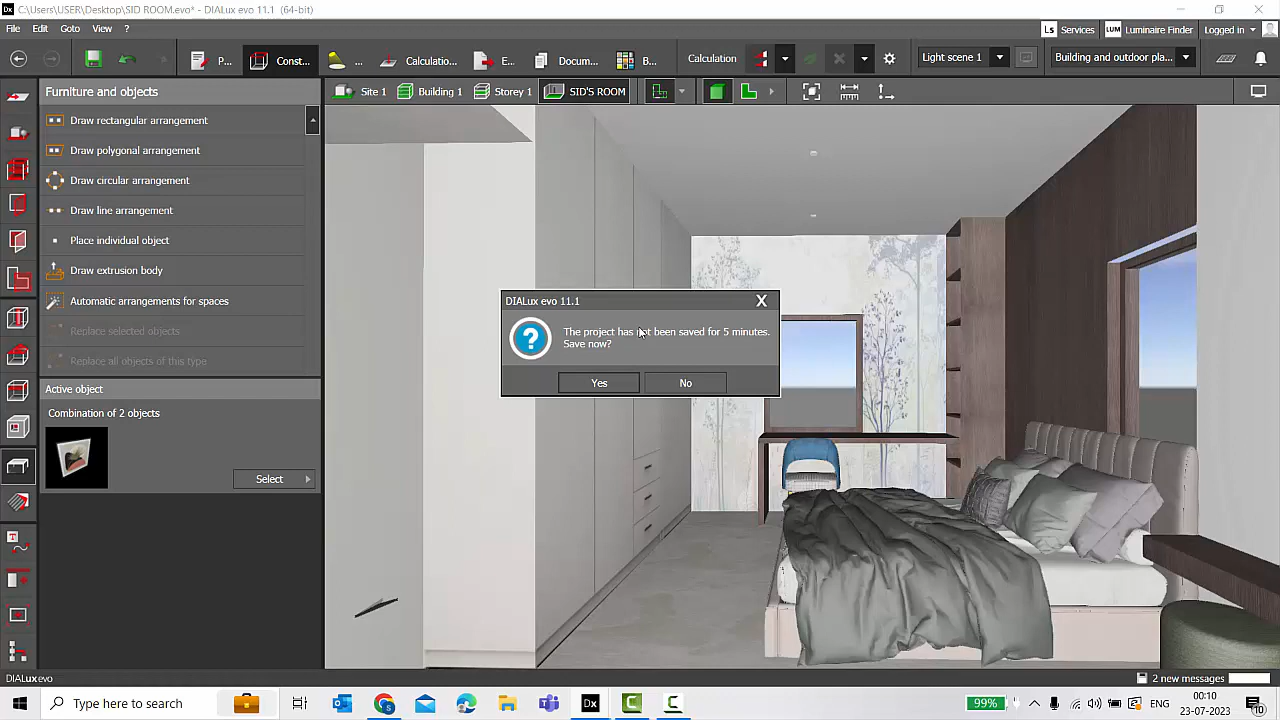 C:\Users\USER\Desktop\SID ROOM.evo* - DIALux evo 11.1 (64-bit)
File Edit Goto View ?
Ls Services LUM Luminaire Finder Logged in
P... Const... ... Calculatio... E... Docum... B... Calculation Light scene 1 Building and outdoor pla...
Furniture and objects
Site 1 Building 1 Storey 1 SID'S ROOM
Draw rectangular arrangement
Draw polygonal arrangement
Draw circular arrangement
Draw line arrangement
Place individual object
Draw extrusion body
Automatic arrangements for spaces
Replace selected objects
Replace all objects of this type
Active object
Combination of 2 objects
Select
DIALux evo 11.1 X
The project has not been saved for 5 minutes.
Save now?
Yes No
DIALux evo
2 new messages
Type here to search
Dx
99%
ENG
00:10
23-07-2023